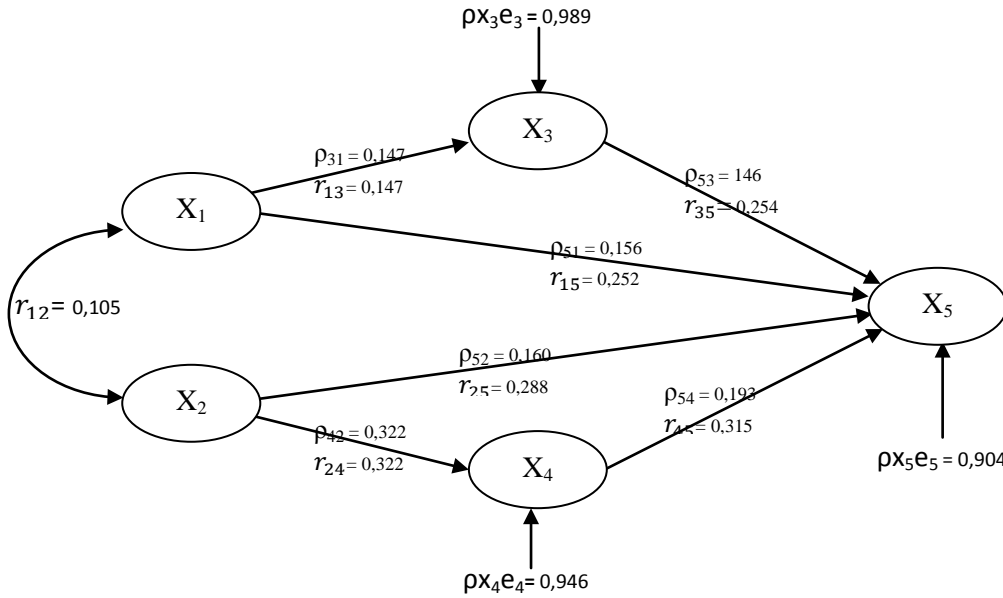 ρx₃e₃ = 0,989
X₃
ρ₃₁ = 0,147
r₁₃ = 0,147
ρ₅₃ = 146
r₃₅ = 0,254
X₁
ρ₅₁ = 0,156
r₁₅ = 0,252
r₁₂ = 0,105
X₅
ρ₅₂ = 0,160
r₂₅ = 0,288
X₂
ρ₅₄ = 0,193
r₄₅ = 0,315
ρ₄₂ = 0,322
r₂₄ = 0,322
X₄
ρx₅e₅ = 0,904
ρx₄e₄ = 0,946